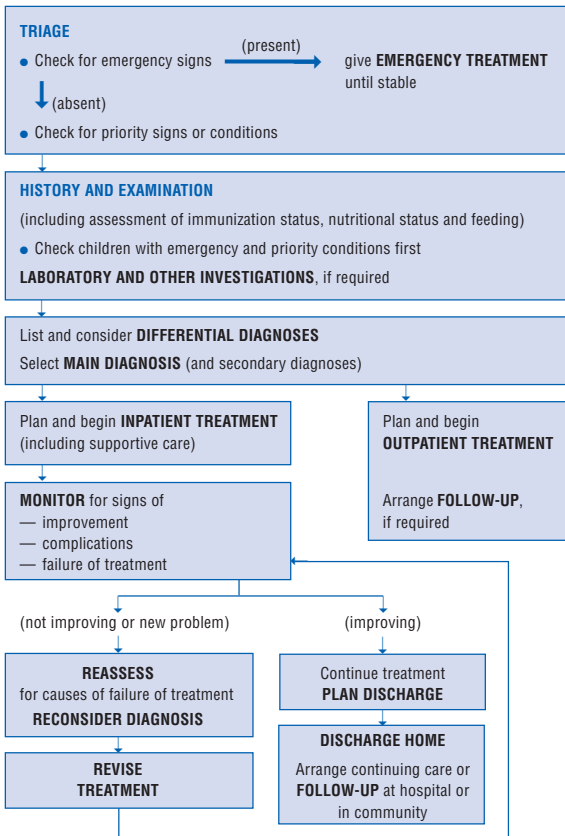 TRIAGE
● Check for emergency signs
(present)
give EMERGENCY TREATMENT
until stable
(absent)
● Check for priority signs or conditions
HISTORY AND EXAMINATION
(including assessment of immunization status, nutritional status and feeding)
● Check children with emergency and priority conditions first
LABORATORY AND OTHER INVESTIGATIONS, if required
List and consider DIFFERENTIAL DIAGNOSES
Select MAIN DIAGNOSIS (and secondary diagnoses)
Plan and begin INPATIENT TREATMENT
(including supportive care)
Plan and begin
OUTPATIENT TREATMENT
Arrange FOLLOW-UP,
if required
MONITOR for signs of
— improvement
— complications
— failure of treatment
(not improving or new problem)
(improving)
REASSESS
for causes of failure of treatment
RECONSIDER DIAGNOSIS
Continue treatment
PLAN DISCHARGE
REVISE
TREATMENT
DISCHARGE HOME
Arrange continuing care or
FOLLOW-UP at hospital or
in community